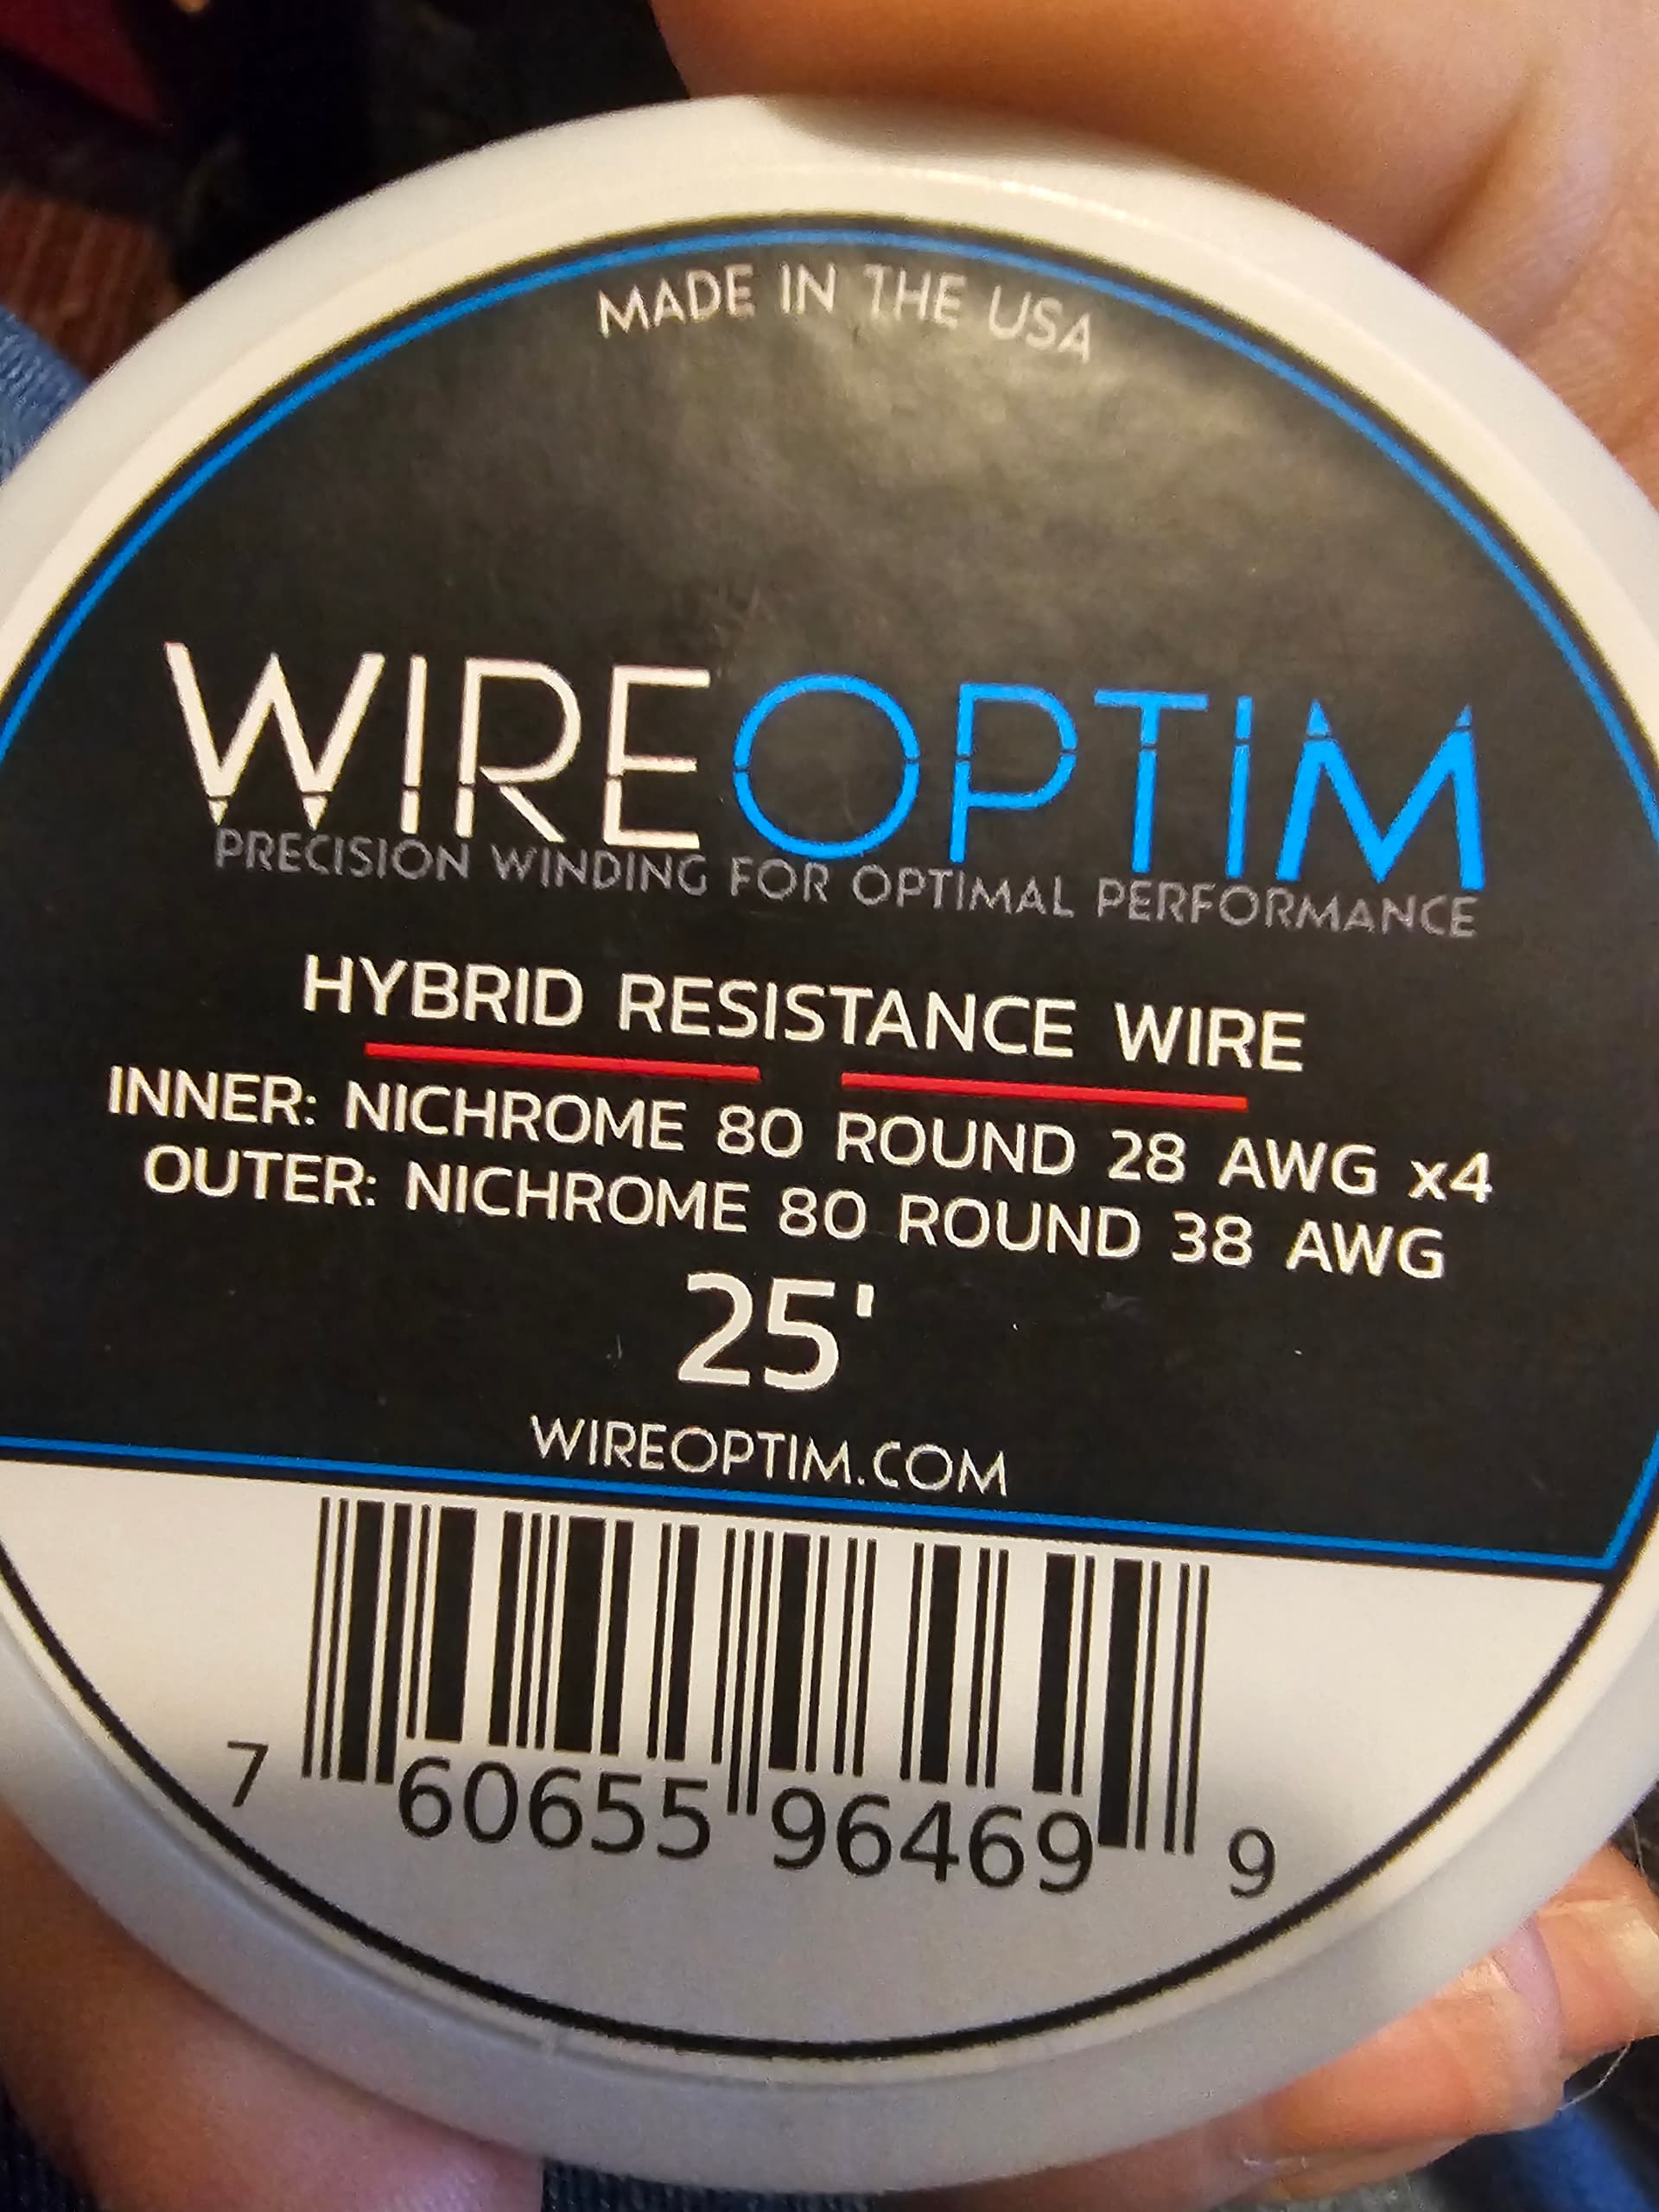 MADE IN THE USA
WIREOPTIM
PRECISION WINDING FOR OPTIMAL PERFORMANCE
HYBRID RESISTANCE WIRE
INNER: NICHROME 80 ROUND 28 AWG x4
OUTER: NICHROME 80 ROUND 38 AWG
25'
WIREOPTIM.COM
7 60655 96469 9